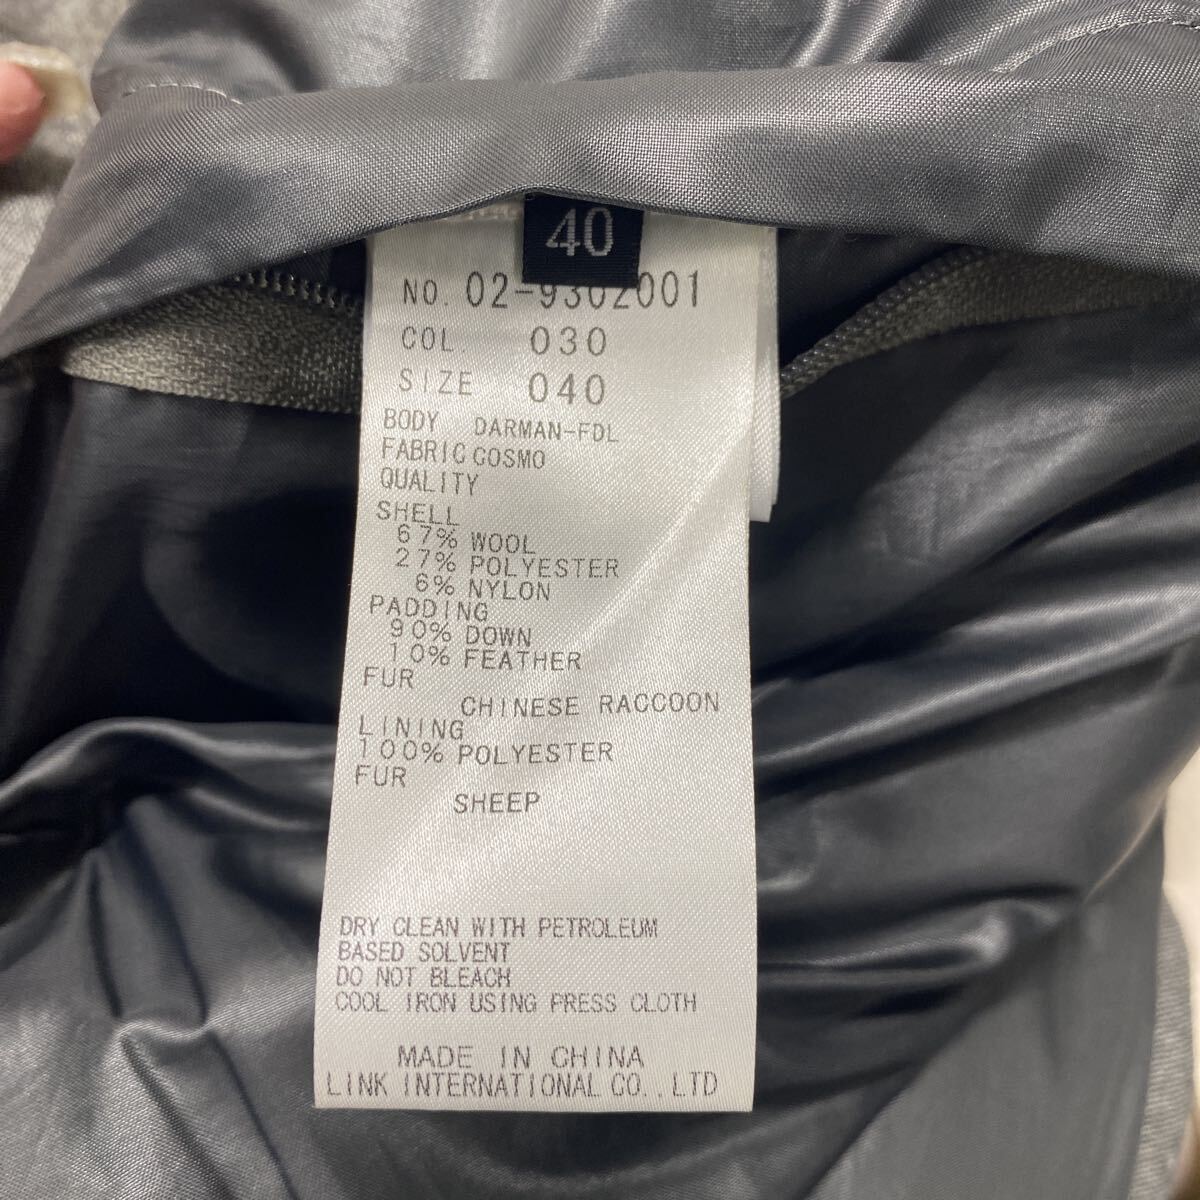 40
NO. 02-9302001
COL. 030
SIZE 040
BODY DARMAN-FDL
FABRIC COSMO
QUALITY
SHELL
67% WOOL
27% POLYESTER
6% NYLON
PADDING
90% DOWN
10% FEATHER
FUR
CHINESE RACCOON
LINING
100% POLYESTER
FUR
SHEEP
DRY CLEAN WITH PETROLEUM
BASED SOLVENT
DO NOT BLEACH
COOL IRON USING PRESS CLOTH
MADE IN CHINA
LINK INTERNATIONAL CO.,LTD